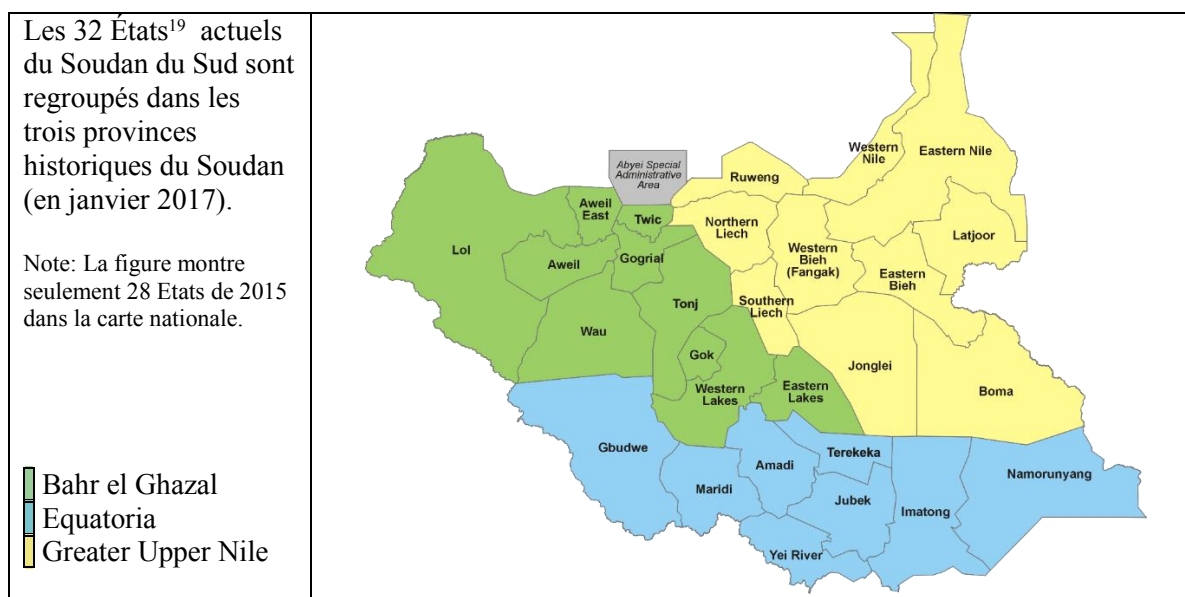 Les 32 États¹⁹ actuels
du Soudan du Sud sont
regroupés dans les
trois provinces
historiques du Soudan
(en janvier 2017).
Note: La figure montre
seulement 28 Etats de 2015
dans la carte nationale.
Bahr el Ghazal
Equatoria
Greater Upper Nile
Abyei Special
Administrative
Area
Ruweng
Western
Nile
Eastern Nile
Aweil
East
Twic
Northern
Liech
Latjoor
Lol
Aweil
Gogrial
Western
Bieh
(Fangak)
Eastern
Bieh
Tonj
Southern
Liech
Wau
Gok
Western
Lakes
Eastern
Lakes
Jonglei
Boma
Gbudwe
Maridi
Amadi
Terekeka
Jubek
Imatong
Namorunyang
Yei River